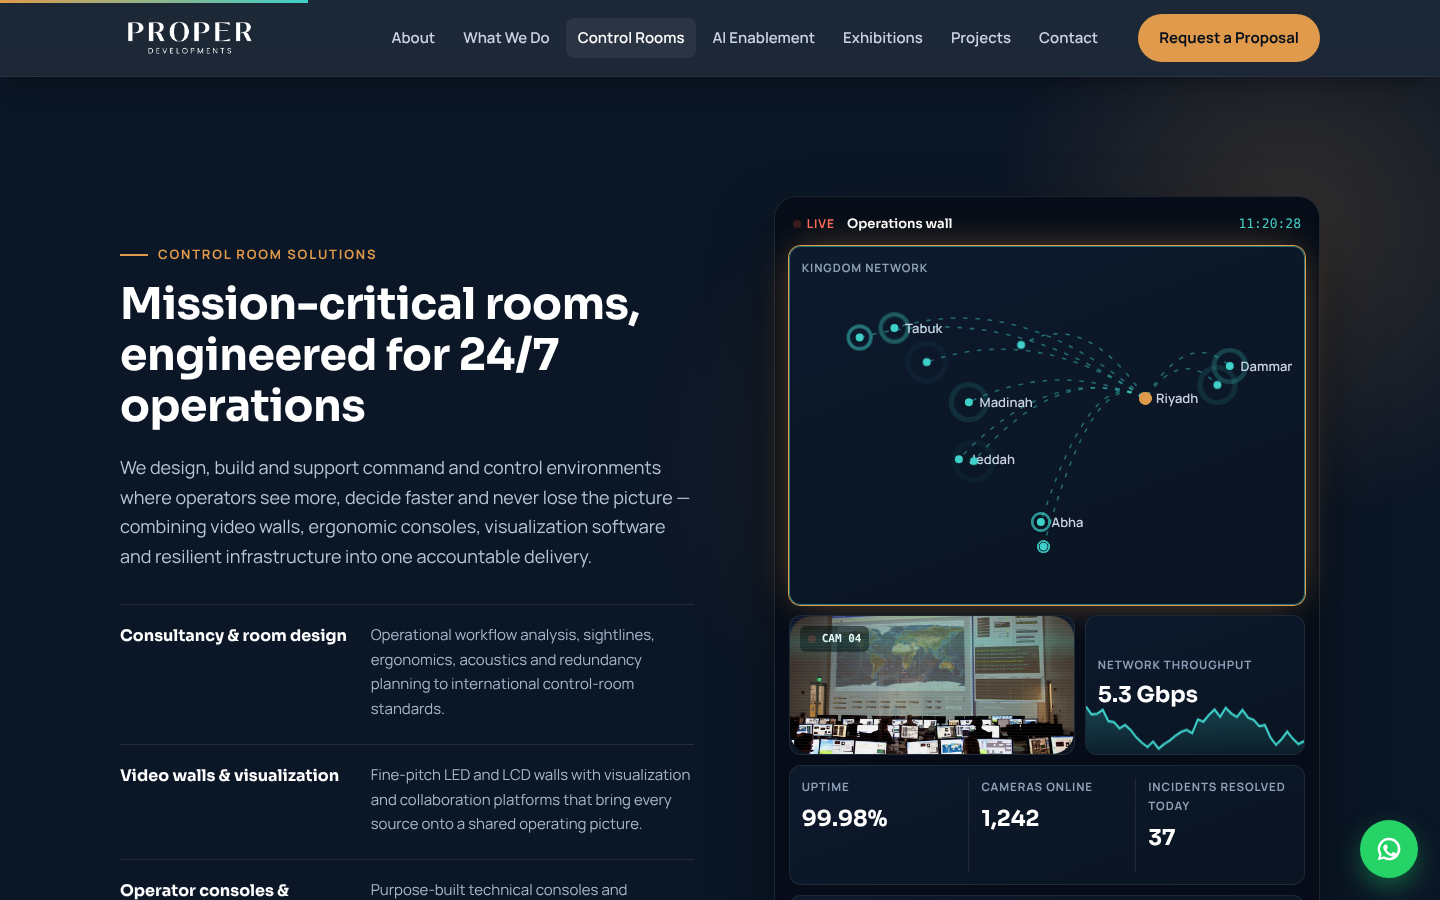 PROPER
DEVELOPMENTS
About
What We Do
Control Rooms
AI Enablement
Exhibitions
Projects
Contact
Request a Proposal
CONTROL ROOM SOLUTIONS
Mission-critical rooms,
engineered for 24/7
operations
We design, build and support command and control environments
where operators see more, decide faster and never lose the picture —
combining video walls, ergonomic consoles, visualization software
and resilient infrastructure into one accountable delivery.
Consultancy & room design
Operational workflow analysis, sightlines,
ergonomics, acoustics and redundancy
planning to international control-room
standards.
Video walls & visualization
Fine-pitch LED and LCD walls with visualization
and collaboration platforms that bring every
source onto a shared operating picture.
Operator consoles &
Purpose-built technical consoles and
LIVE
Operations wall
11:20:28
KINGDOM NETWORK
Tabuk
Dammar
Madinah
Riyadh
Jeddah
Abha
CAM 04
NETWORK THROUGHPUT
5.3 Gbps
UPTIME
99.98%
CAMERAS ONLINE
1,242
INCIDENTS RESOLVED
TODAY
37